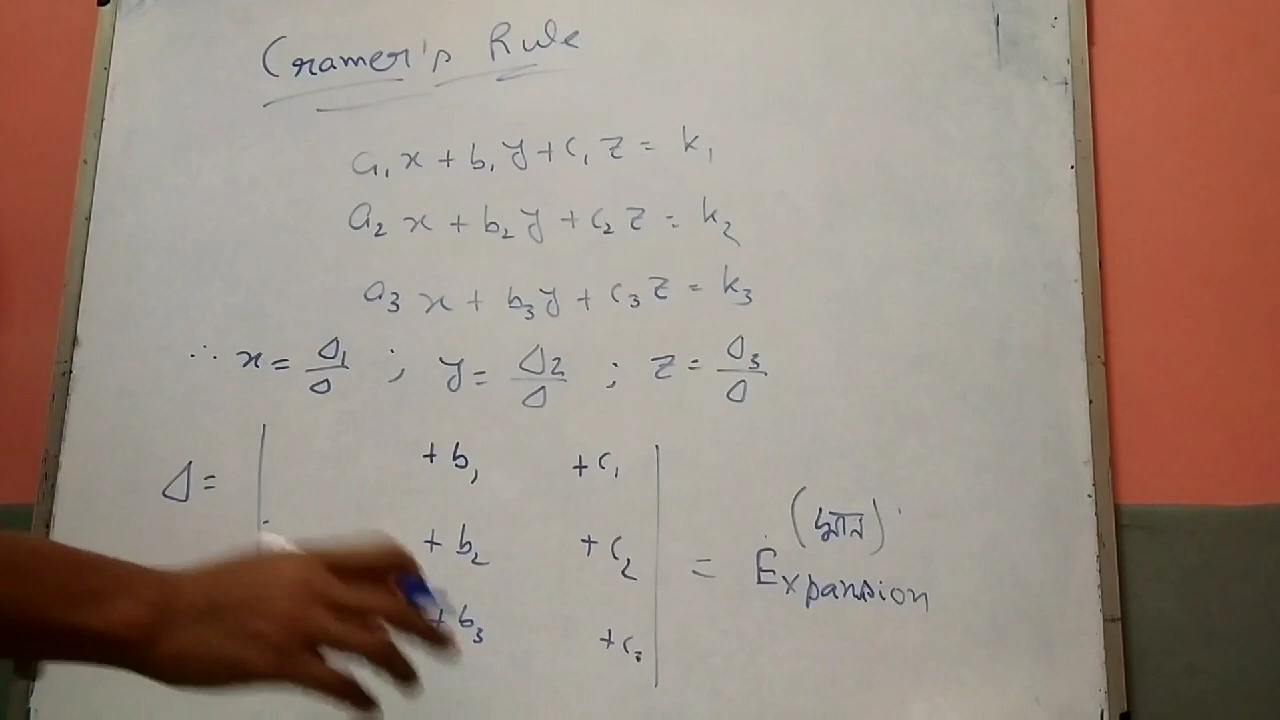 Cramer's Rule
a₁x + b₁y + c₁z = k₁
a₂x + b₂y + c₂z = k₂
a₃x + b₃y + c₃z = k₃
∴ x = Δ₁/Δ ; y = Δ₂/Δ ; z = Δ₃/Δ
Δ = | +b₁ +c₁ |
+b₂ +c₂ = (মান) Expansion
+b₃ +c₃